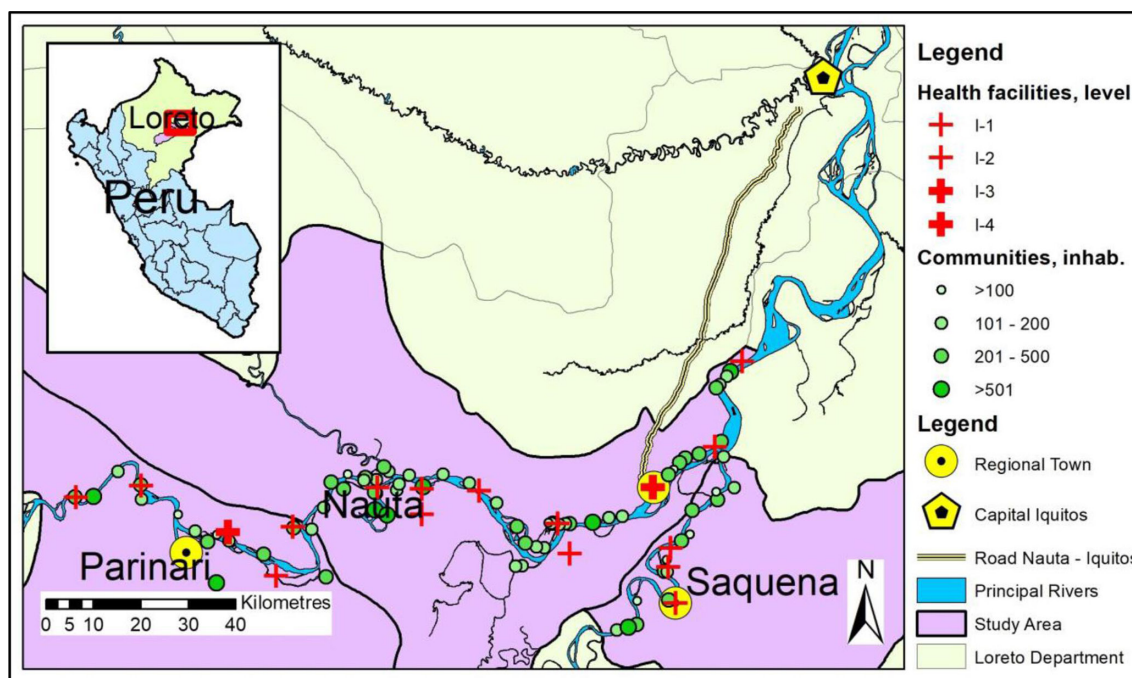 Loreto
Peru
Nauta
Parinari
Saquena
Kilometres
0 5 10 20 30 40
N
Legend
Health facilities, level
I-1
I-2
I-3
I-4
Communities, inhab.
>100
101 - 200
201 - 500
>501
Legend
Regional Town
Capital Iquitos
Road Nauta - Iquitos
Principal Rivers
Study Area
Loreto Department